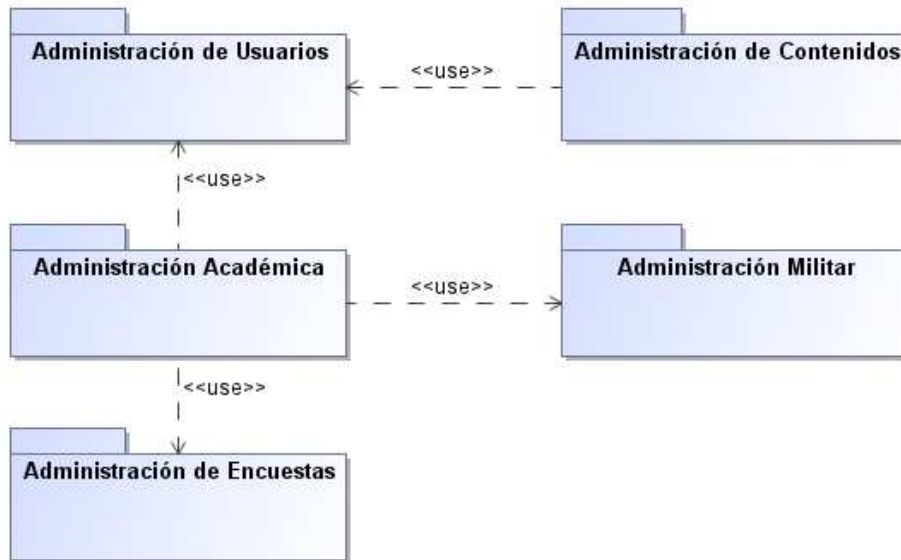 Administración de Usuarios
Administración de Contenidos
<<use>>
<<use>>
Administración Académica
Administración Militar
<<use>>
<<use>>
Administración de Encuestas